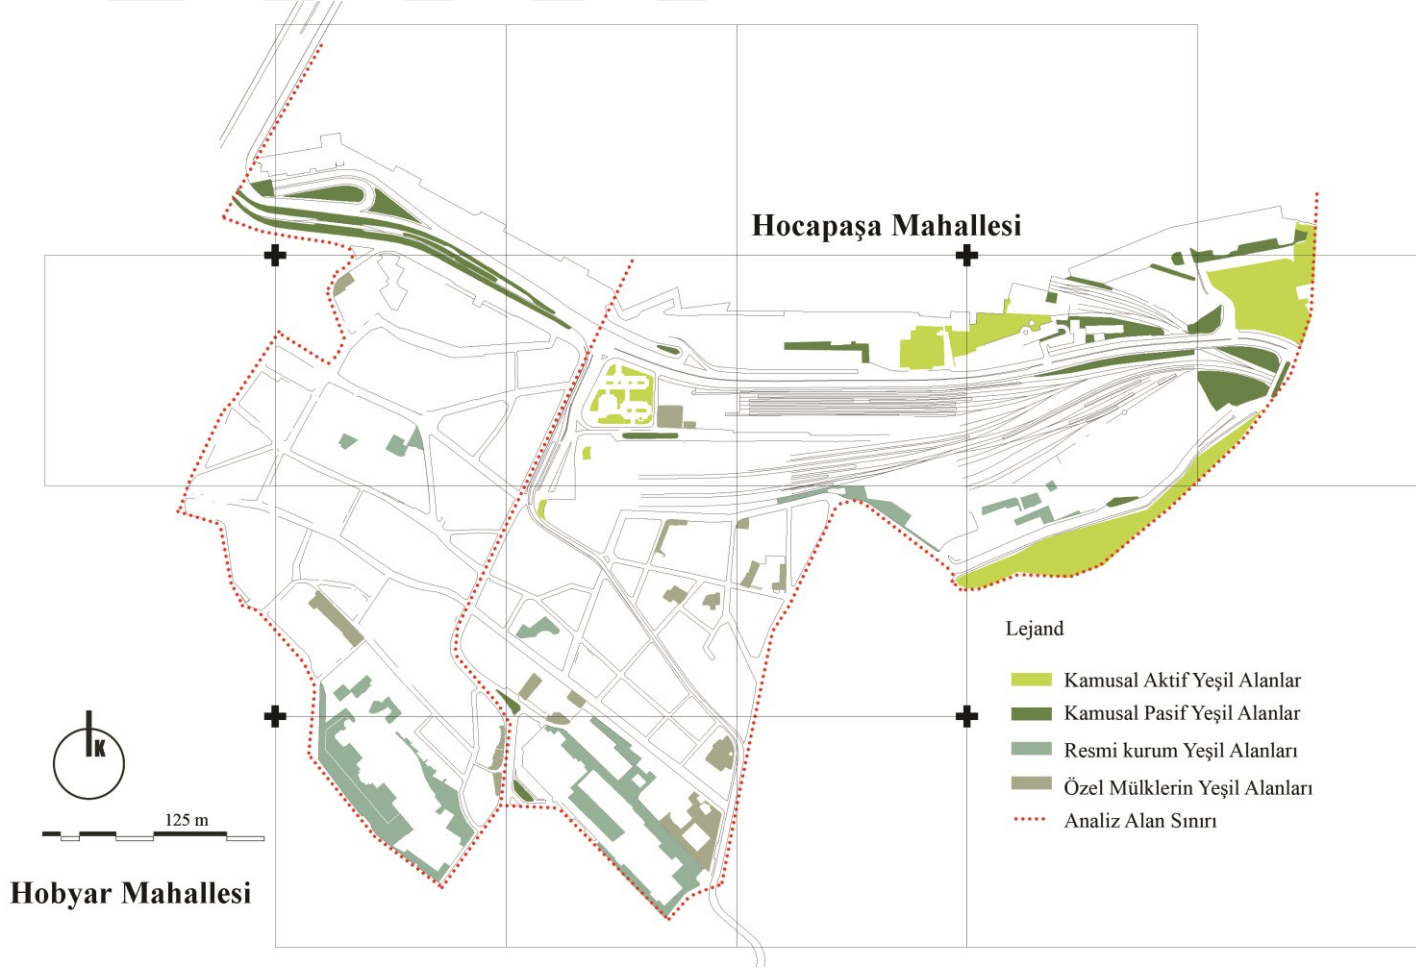 Hocapaşa Mahallesi
Lejand
Kamusal Aktif Yeşil Alanlar
Kamusal Pasif Yeşil Alanlar
Resmi kurum Yeşil Alanları
Özel Mülklerin Yeşil Alanları
Analiz Alan Sınırı
K
125 m
Hobyar Mahallesi